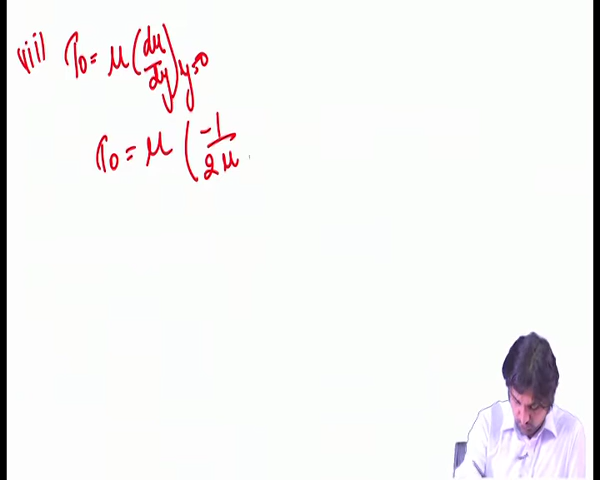 viii) τ₀ = μ (du/dy)y=0
τ₀ = μ ( -1/2μ .